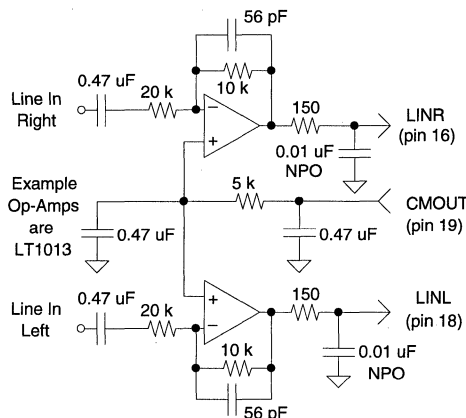 56 pF
0.47 uF
20 k
10 k
Line In
Right
−
+
150
LINR
(pin 16)
0.01 uF
NPO
Example
Op-Amps
are
LT1013
5 k
CMOUT
(pin 19)
0.47 uF
0.47 uF
0.47 uF
20 k
Line In
Left
+
−
150
LINL
(pin 18)
10 k
0.01 uF
NPO
56 pF